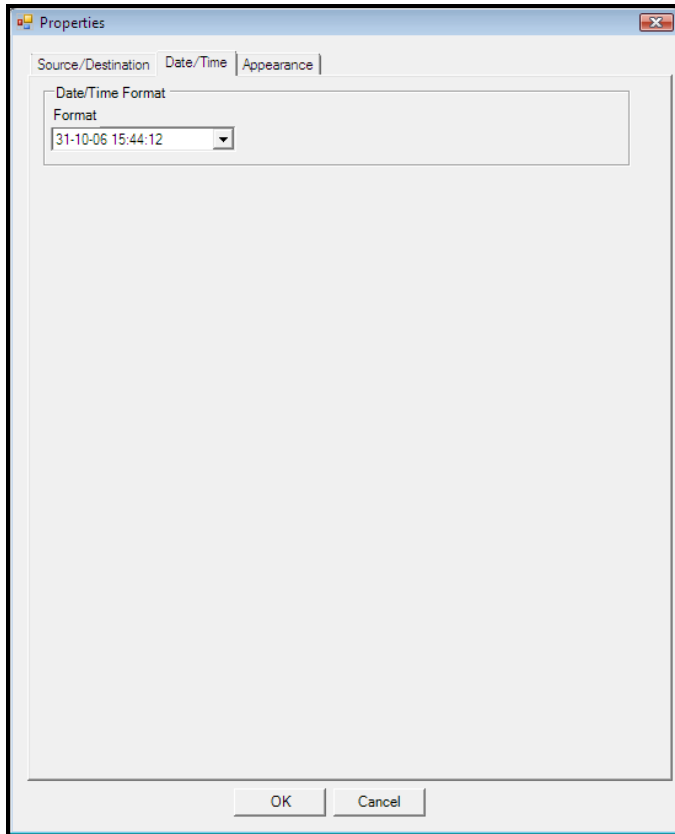 Properties
Source/Destination Date/Time Appearance
Date/Time Format
Format
31-10-06 15:44:12
OK Cancel